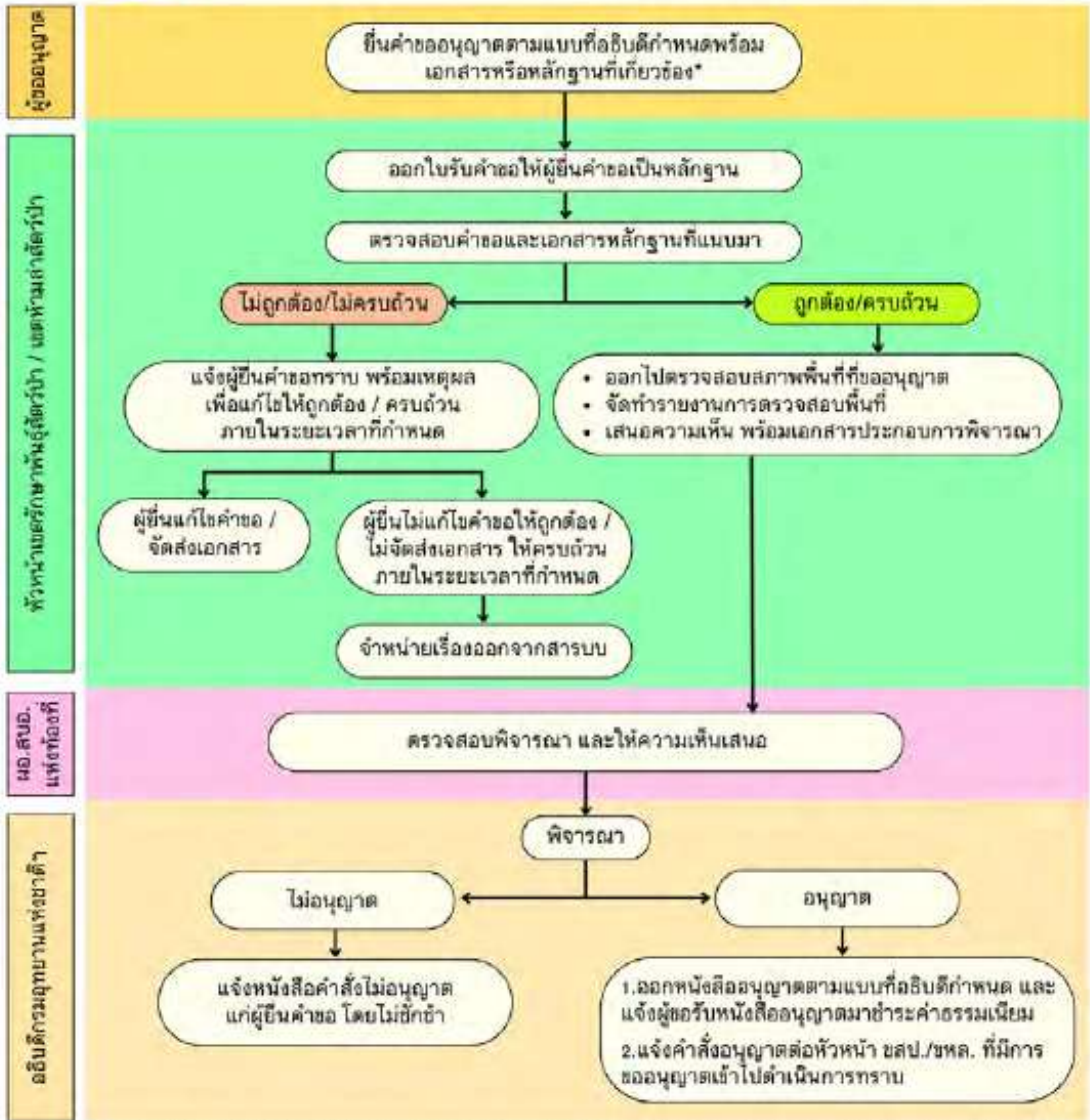 ผู้ขออนุญาต
ยื่นคำขออนุญาตตามแบบที่อธิบดีกำหนดพร้อม
เอกสารหรือหลักฐานที่เกี่ยวข้อง*
หัวหน้าเขตรักษาพันธุ์สัตว์ป่า / เขตห้ามล่าสัตว์ป่า
ออกใบรับคำขอให้ผู้ยื่นคำขอเป็นหลักฐาน
ตรวจสอบคำขอและเอกสารหลักฐานที่แนบมา
ไม่ถูกต้อง/ไม่ครบถ้วน
ถูกต้อง/ครบถ้วน
แจ้งผู้ยื่นคำขอทราบ พร้อมเหตุผล
เพื่อแก้ไขให้ถูกต้อง / ครบถ้วน
ภายในระยะเวลาที่กำหนด
• ออกไปตรวจสอบสภาพพื้นที่ที่ขออนุญาต
• จัดทำรายงานการตรวจสอบพื้นที่
• เสนอความเห็น พร้อมเอกสารประกอบการพิจารณา
ผู้ยื่นแก้ไขคำขอ /
จัดส่งเอกสาร
ผู้ยื่นไม่แก้ไขคำขอให้ถูกต้อง /
ไม่จัดส่งเอกสาร ให้ครบถ้วน
ภายในระยะเวลาที่กำหนด
จำหน่ายเรื่องออกจากสารบบ
ผอ.สบอ.
แห่งท้องที่
ตรวจสอบพิจารณา และให้ความเห็นเสนอ
อธิบดีกรมอุทยานแห่งชาติฯ
พิจารณา
ไม่อนุญาต
อนุญาต
แจ้งหนังสือคำสั่งไม่อนุญาต
แก่ผู้ยื่นคำขอ โดยไม่ชักช้า
1.ออกหนังสืออนุญาตตามแบบที่อธิบดีกำหนด และ
แจ้งผู้ขอรับหนังสืออนุญาตมาชำระค่าธรรมเนียม
2.แจ้งคำสั่งอนุญาตต่อหัวหน้า ขสป./ขหล. ที่มีการ
ขออนุญาตเข้าไปดำเนินการทราบ